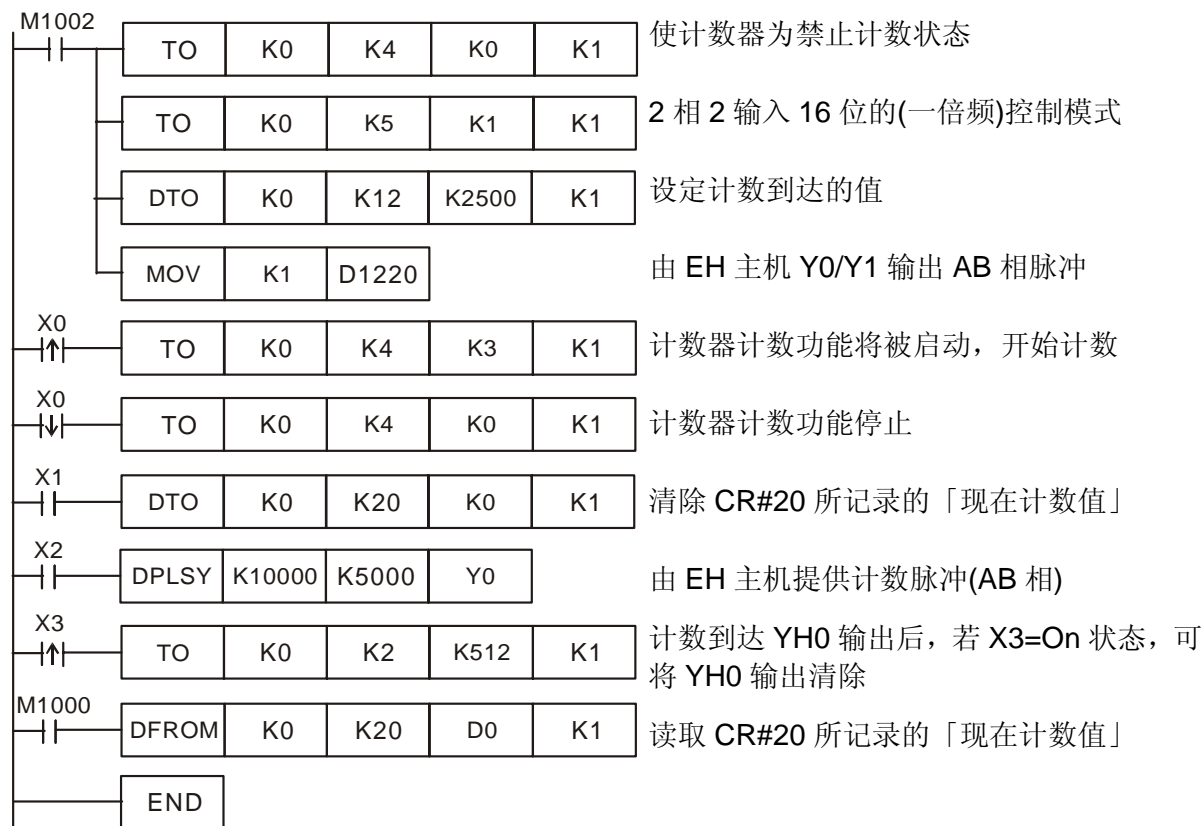 M1002
TO K0 K4 K0 K1 使计数器为禁止计数状态
TO K0 K5 K1 K1 2 相 2 输入 16 位的(一倍频)控制模式
DTO K0 K12 K2500 K1 设定计数到达的值
MOV K1 D1220 由 EH 主机 Y0/Y1 输出 AB 相脉冲
X0
TO K0 K4 K3 K1 计数器计数功能将被启动，开始计数
X0
TO K0 K4 K0 K1 计数器计数功能停止
X1
DTO K0 K20 K0 K1 清除 CR#20 所记录的「现在计数值」
X2
DPLSY K10000 K5000 Y0 由 EH 主机提供计数脉冲(AB 相)
X3
TO K0 K2 K512 K1 计数到达 YH0 输出后，若 X3=On 状态，可
将 YH0 输出清除
M1000
DFROM K0 K20 D0 K1 读取 CR#20 所记录的「现在计数值」
END